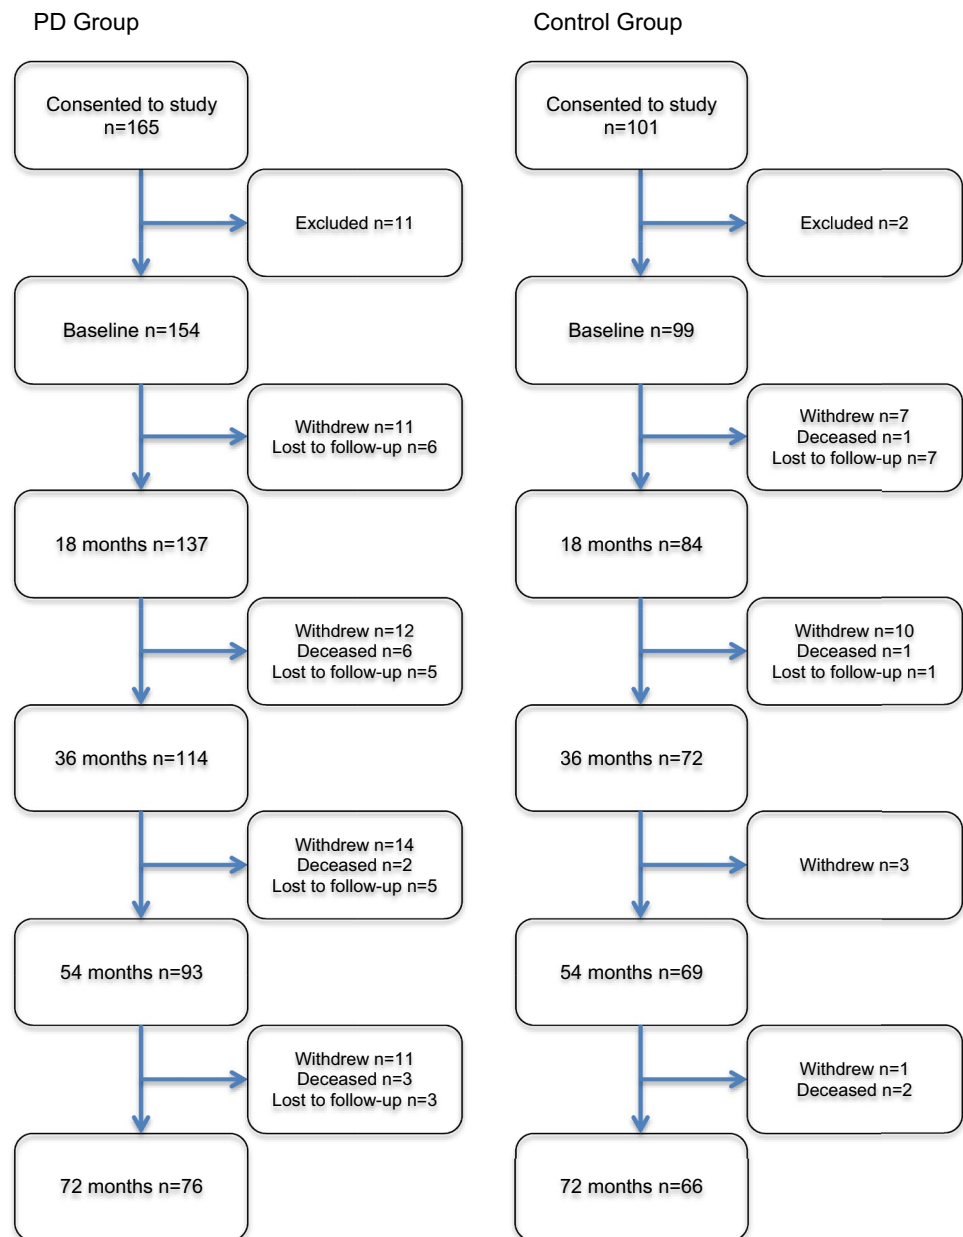 PD Group
Consented to study
n=165
Excluded n=11
Baseline n=154
Withdrew n=11
Lost to follow-up n=6
18 months n=137
Withdrew n=12
Deceased n=6
Lost to follow-up n=5
36 months n=114
Withdrew n=14
Deceased n=2
Lost to follow-up n=5
54 months n=93
Withdrew n=11
Deceased n=3
Lost to follow-up n=3
72 months n=76
Control Group
Consented to study
n=101
Excluded n=2
Baseline n=99
Withdrew n=7
Deceased n=1
Lost to follow-up n=7
18 months n=84
Withdrew n=10
Deceased n=1
Lost to follow-up n=1
36 months n=72
Withdrew n=3
54 months n=69
Withdrew n=1
Deceased n=2
72 months n=66